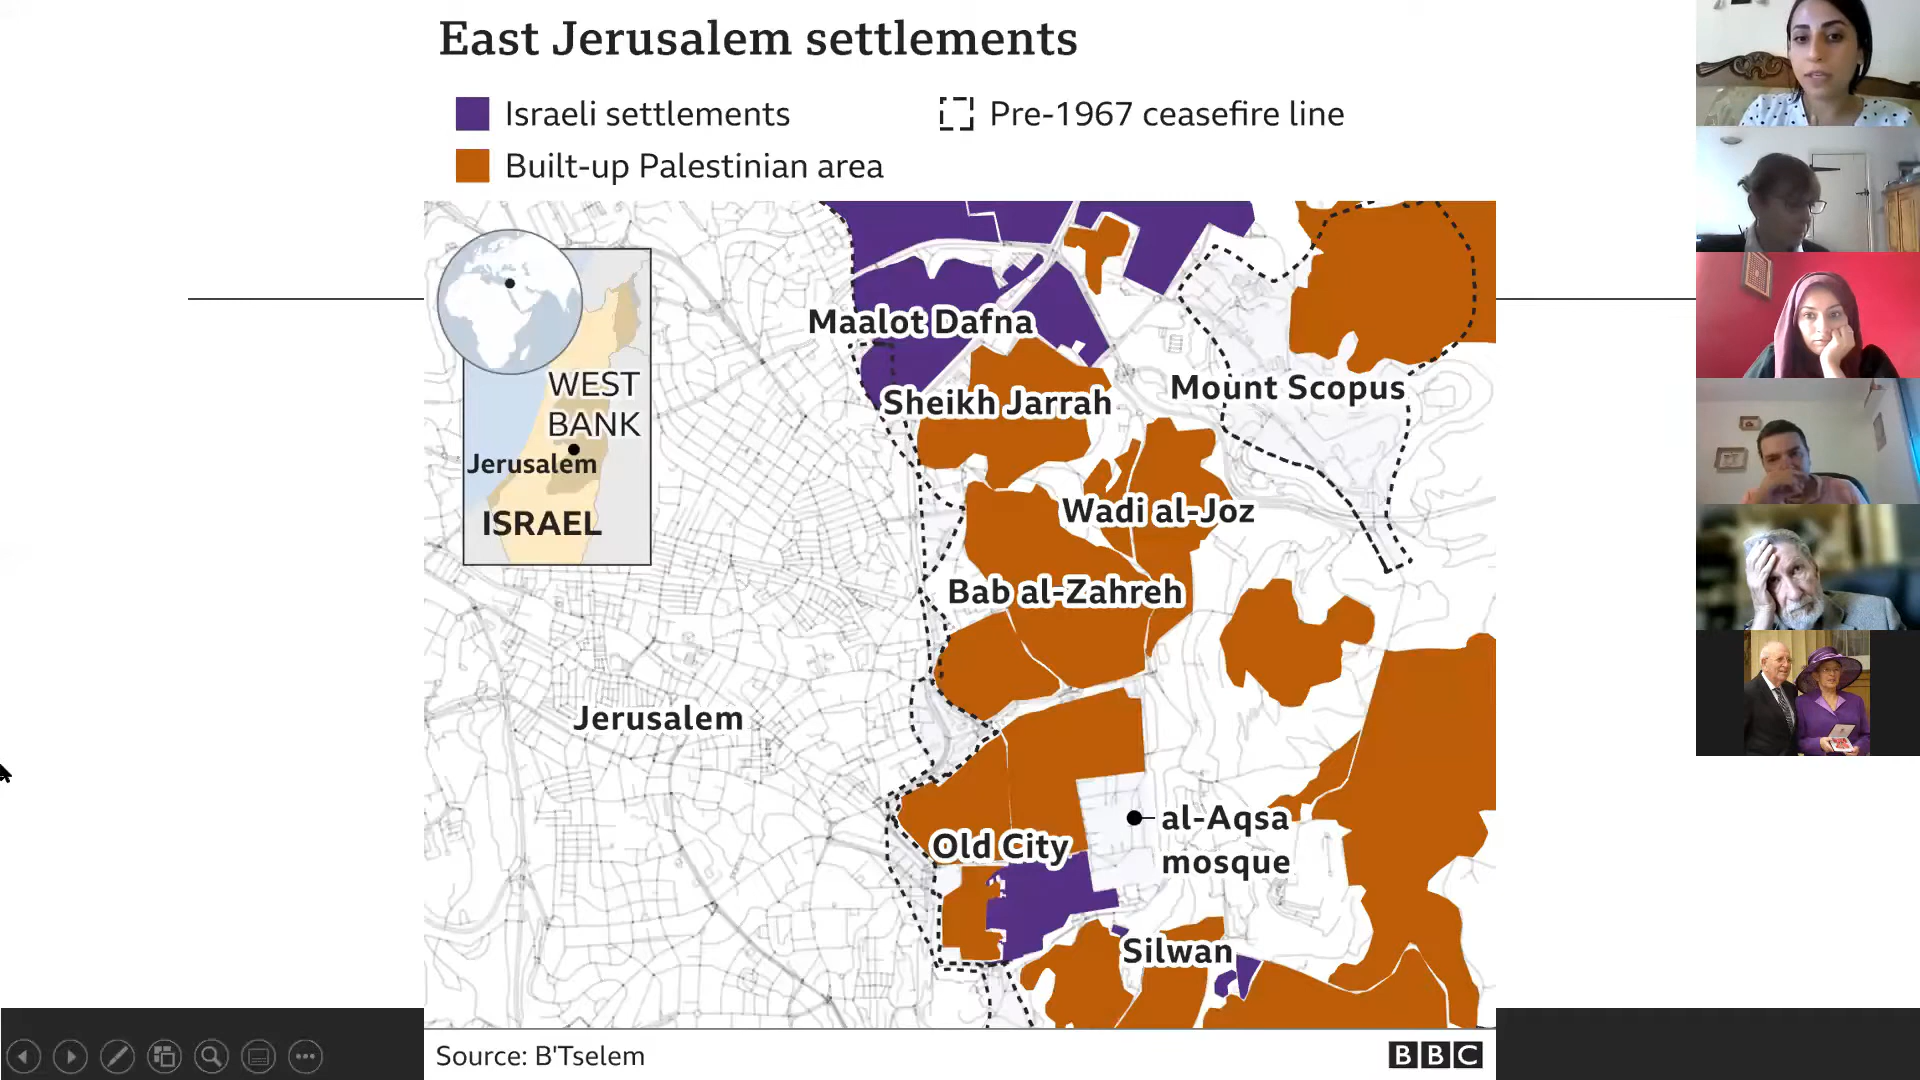 East Jerusalem settlements
Israeli settlements
Pre-1967 ceasefire line
Built-up Palestinian area
Maalot Dafna
WEST
BANK
Sheikh Jarrah
Mount Scopus
Jerusalem
ISRAEL
Wadi al-Joz
Bab al-Zahreh
Jerusalem
al-Aqsa
mosque
Old City
Silwan
Source: B'Tselem
BBC